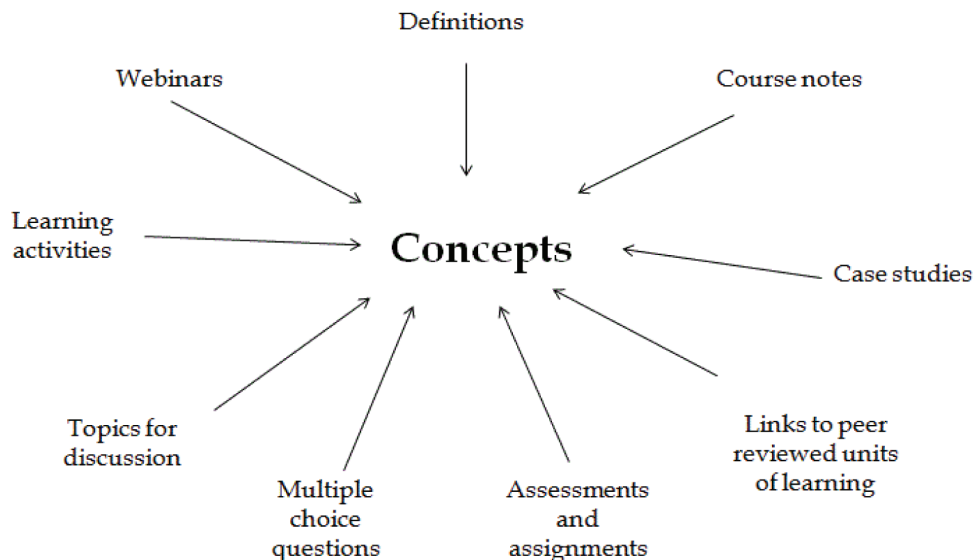 Definitions
Webinars
Course notes
Learning
activities
Concepts
Case studies
Topics for
discussion
Links to peer
reviewed units
of learning
Multiple
choice
questions
Assessments
and
assignments